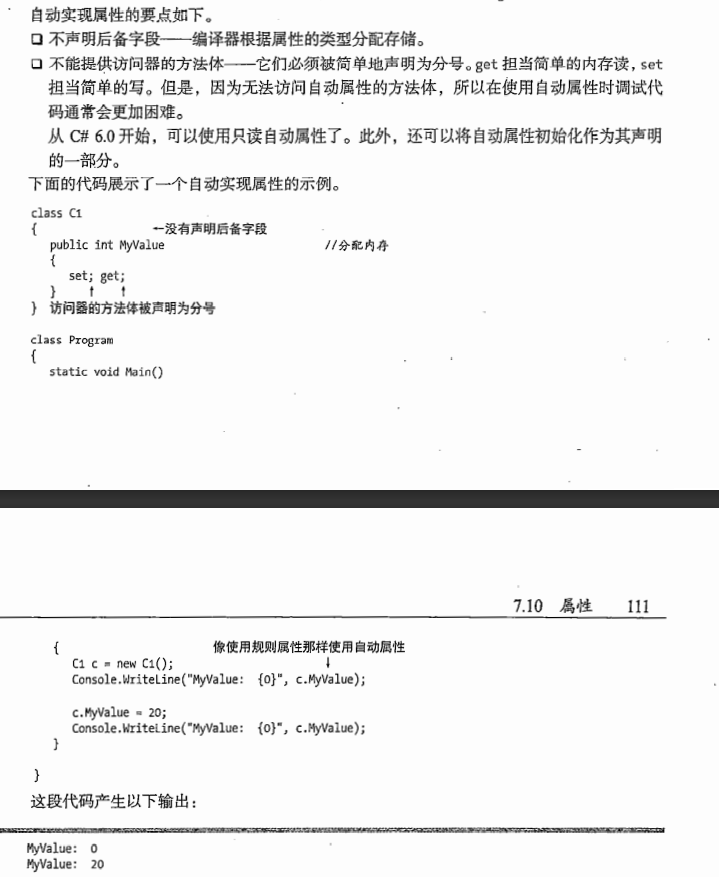 自动实现属性的要点如下。
❑ 不声明后备字段——编译器根据属性的类型分配存储。
❑ 不能提供访问器的方法体——它们必须被简单地声明为分号。get 担当简单的内存读，set
担当简单的写。但是，因为无法访问自动属性的方法体，所以在使用自动属性时调试代
码通常会更加困难。
从 C# 6.0 开始，可以使用只读自动属性了。此外，还可以将自动属性初始化作为其声明
的一部分。
下面的代码展示了一个自动实现属性的示例。
class C1
{ ←没有声明后备字段
public int MyValue //分配内存
{
set; get;
} ↑ ↑
} 访问器的方法体被声明为分号
class Program
{
static void Main()
7.10 属性 111
{ 像使用规则属性那样使用自动属性
C1 c = new C1(); ↓
Console.WriteLine("MyValue: {0}", c.MyValue);
c.MyValue = 20;
Console.WriteLine("MyValue: {0}", c.MyValue);
}
}
这段代码产生以下输出：
MyValue: 0
MyValue: 20